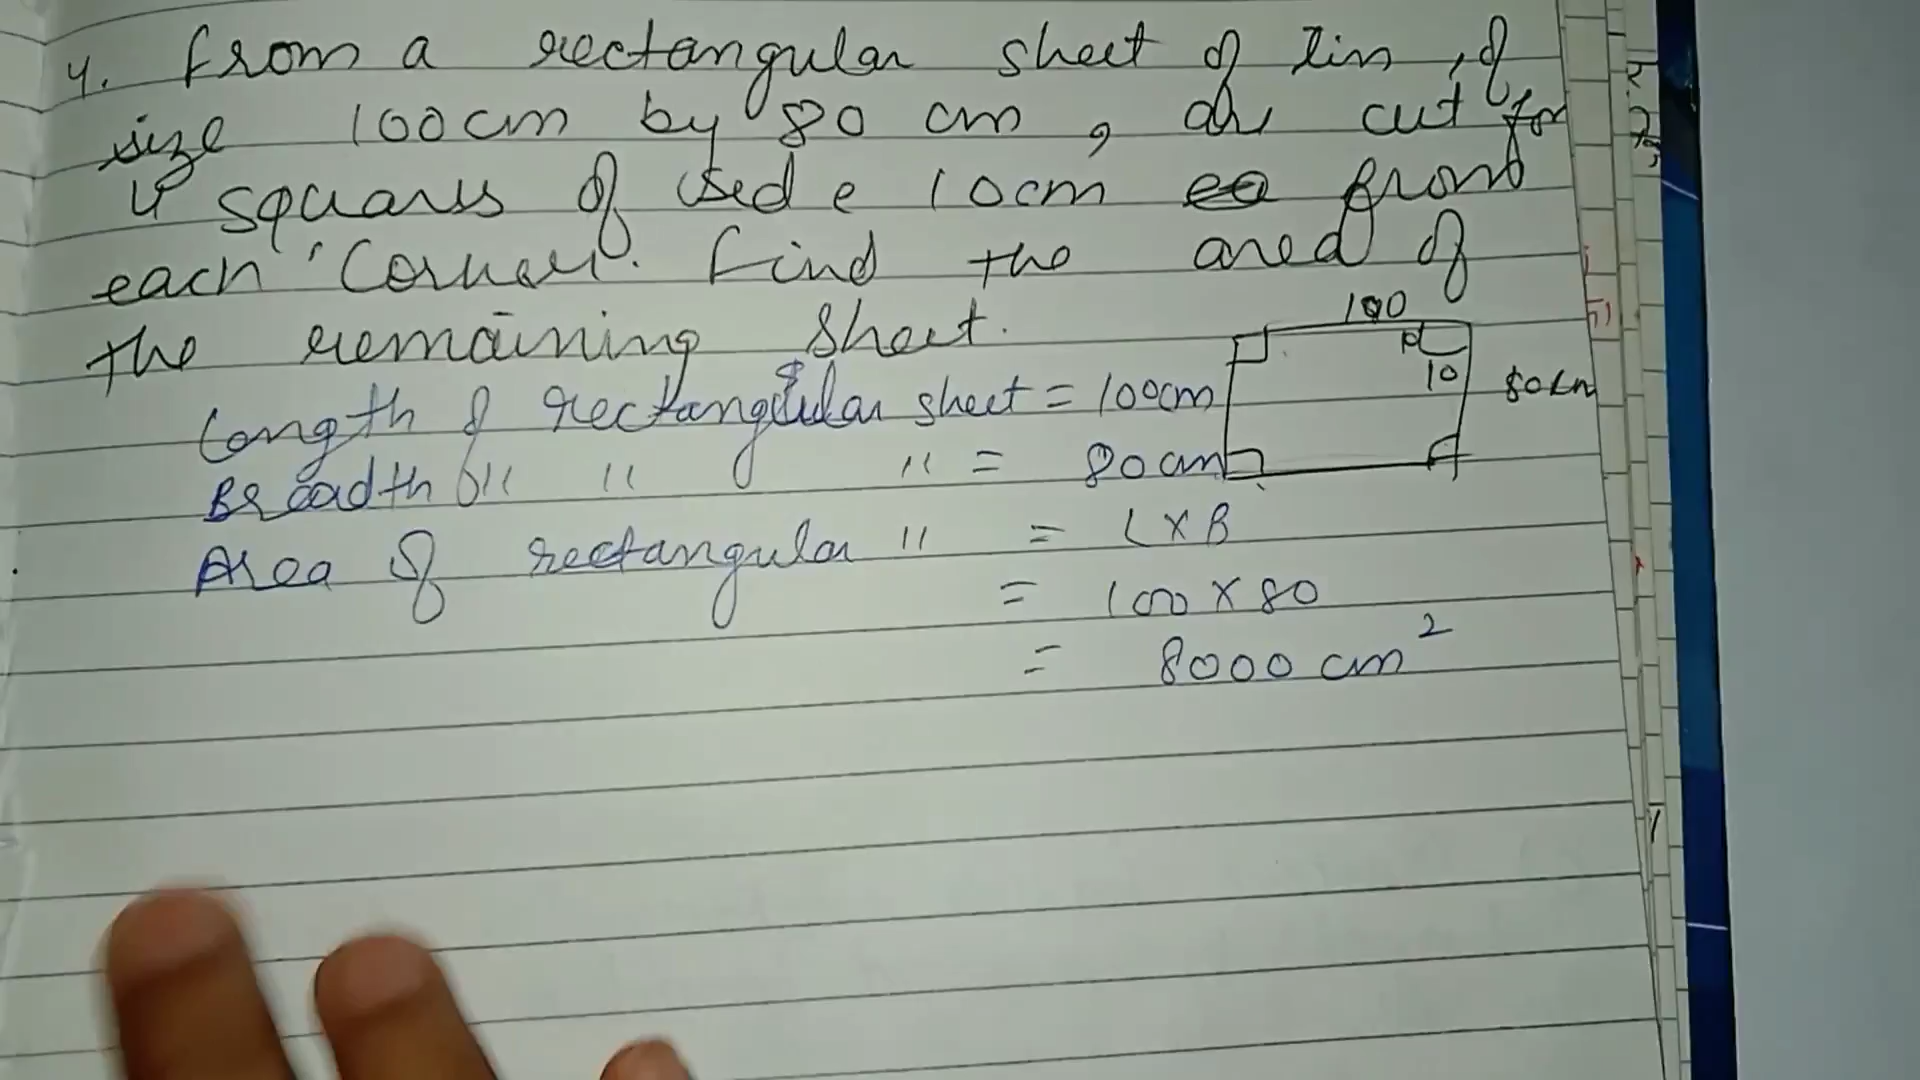 4. From a rectangular sheet of tin, of
size 100cm by 80 cm, are cut for
4 squares of side 10cm from
each corner. Find the area of
the remaining sheet.
100
10
80cm
Length of rectangular sheet = 100cm
Breadth " " " = 80cm
Area of rectangular " = L X B
= 100 X 80
= 8000 cm²